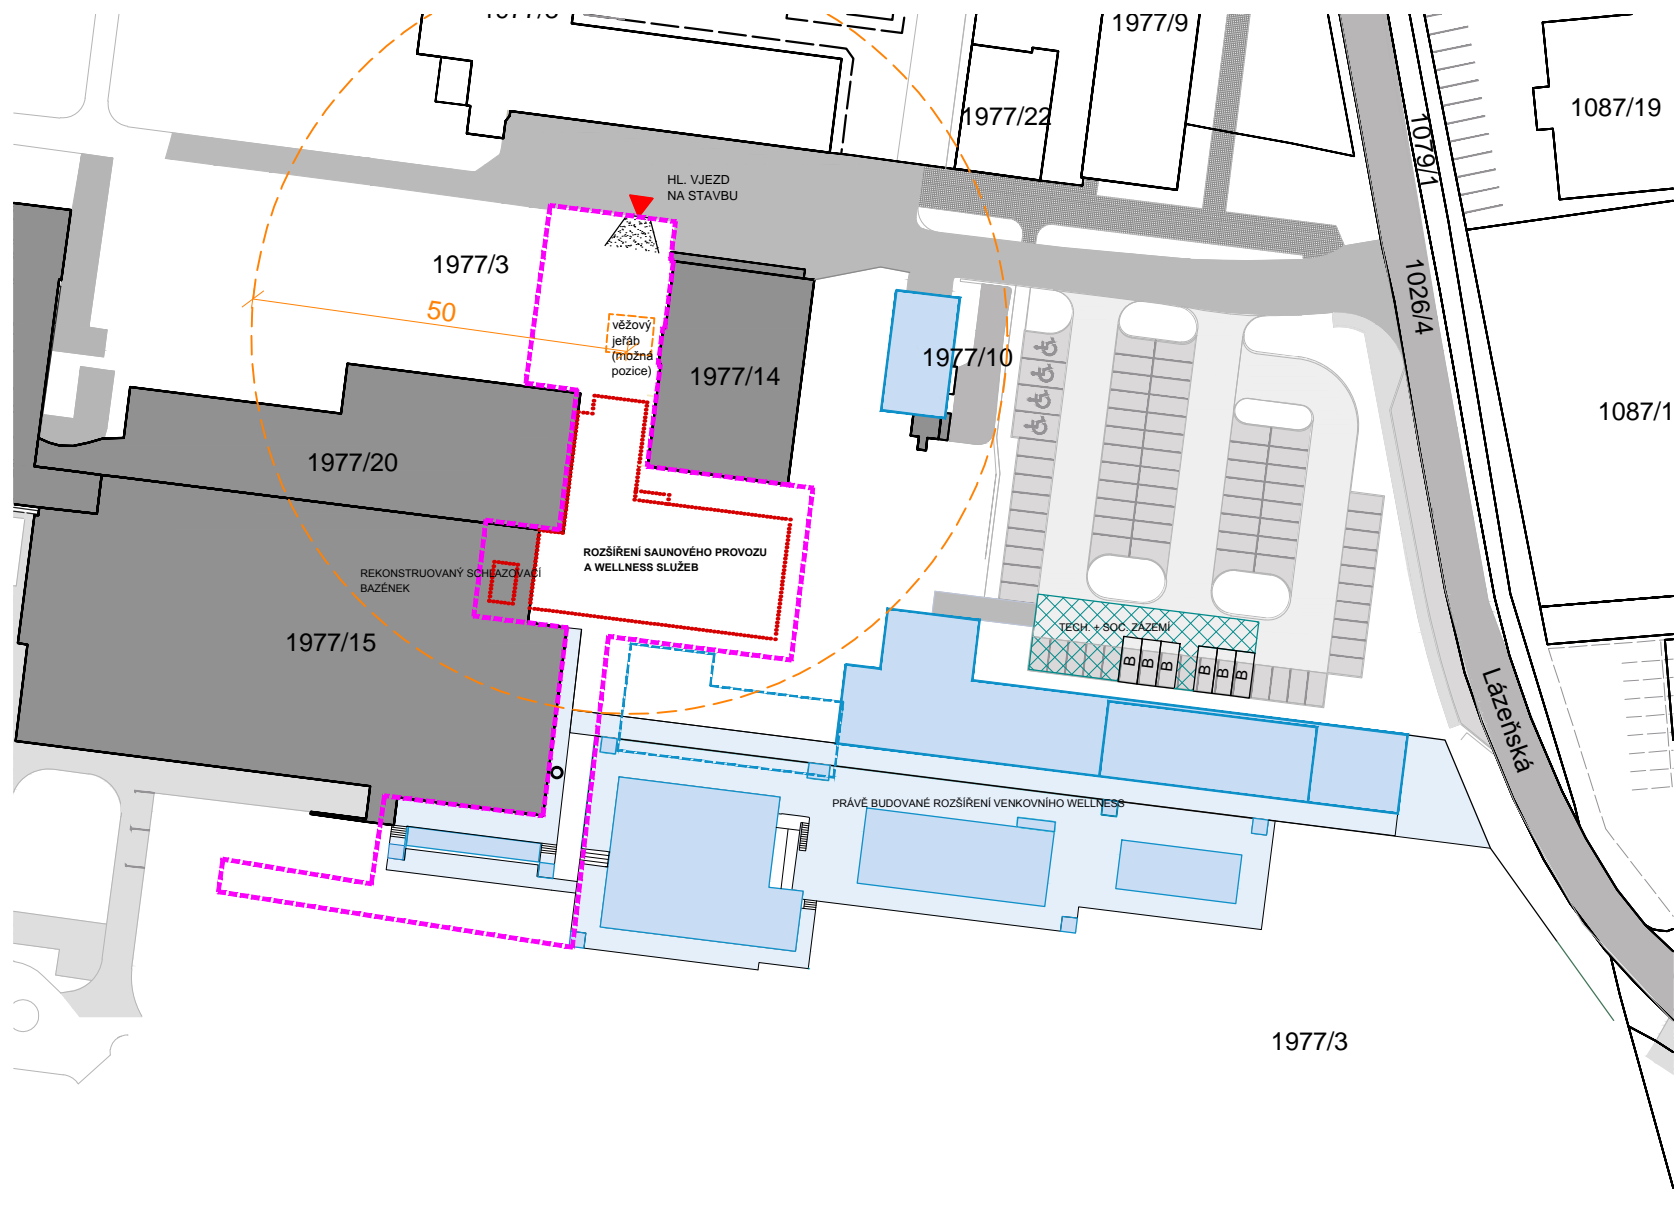 1977/9
1977/22
1087/19
1079/1
HL. VJEZD
NA STAVBU
1977/3
1026/4
50
věžový
jeřáb
(možná
pozice)
1977/10
1977/14
1087/1
1977/20
ROZŠÍŘENÍ SAUNOVÉHO PROVOZU
A WELLNESS SLUŽEB
REKONSTRUOVANÝ SCHLAZOVACÍ
BAZÉNEK
1977/15
TECH. + SOC. ZÁZEMÍ
B
B
B
B
B
B
Lázeňská
PRÁVĚ BUDOVANÉ ROZŠÍŘENÍ VENKOVNÍHO WELLNESS
1977/3